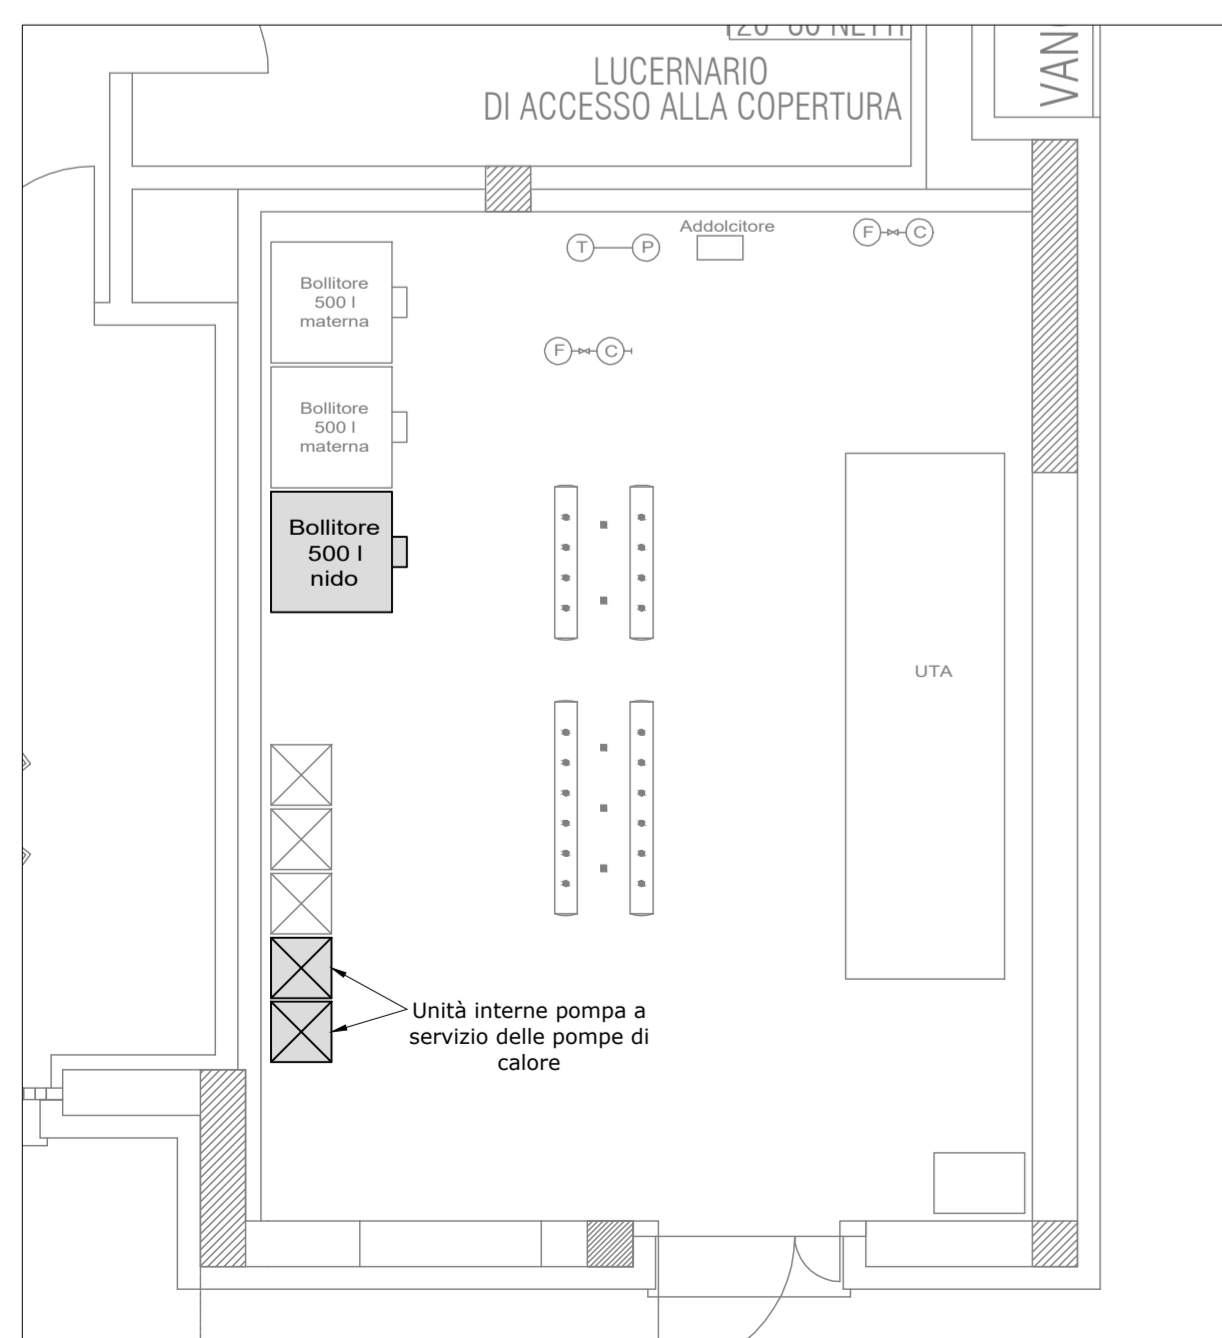 LUCERNARIO
DI ACCESSO ALLA COPERTURA
VAN
Addolcitore
T P
F C
Bollitore
500 l
materna
F C
Bollitore
500 l
materna
Bollitore
500 l
nido
UTA
Unità interne pompa a
servizio delle pompe di
calore